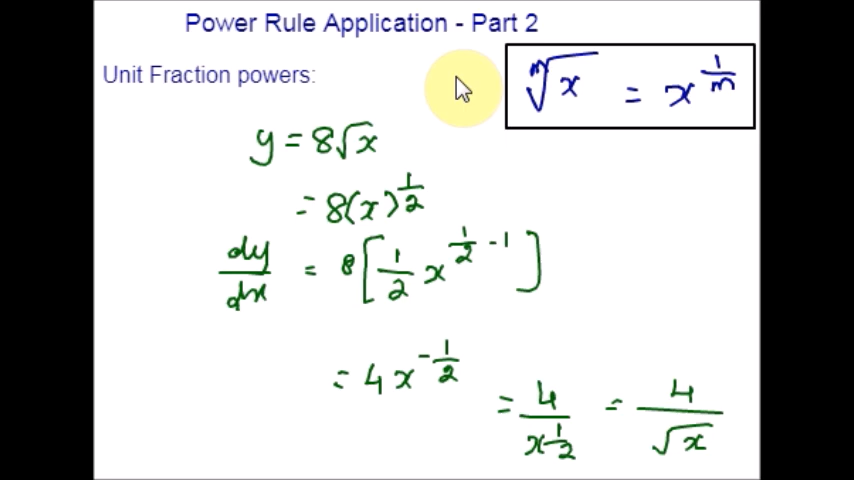 Power Rule Application - Part 2
Unit Fraction powers:
ᵐ√x = x^(1/m)
y = 8√x
= 8(x)^(1/2)
dy/dx = 8[1/2 x^(1/2 - 1)]
= 4x^(-1/2) = 4/x^(1/2) = 4/√x